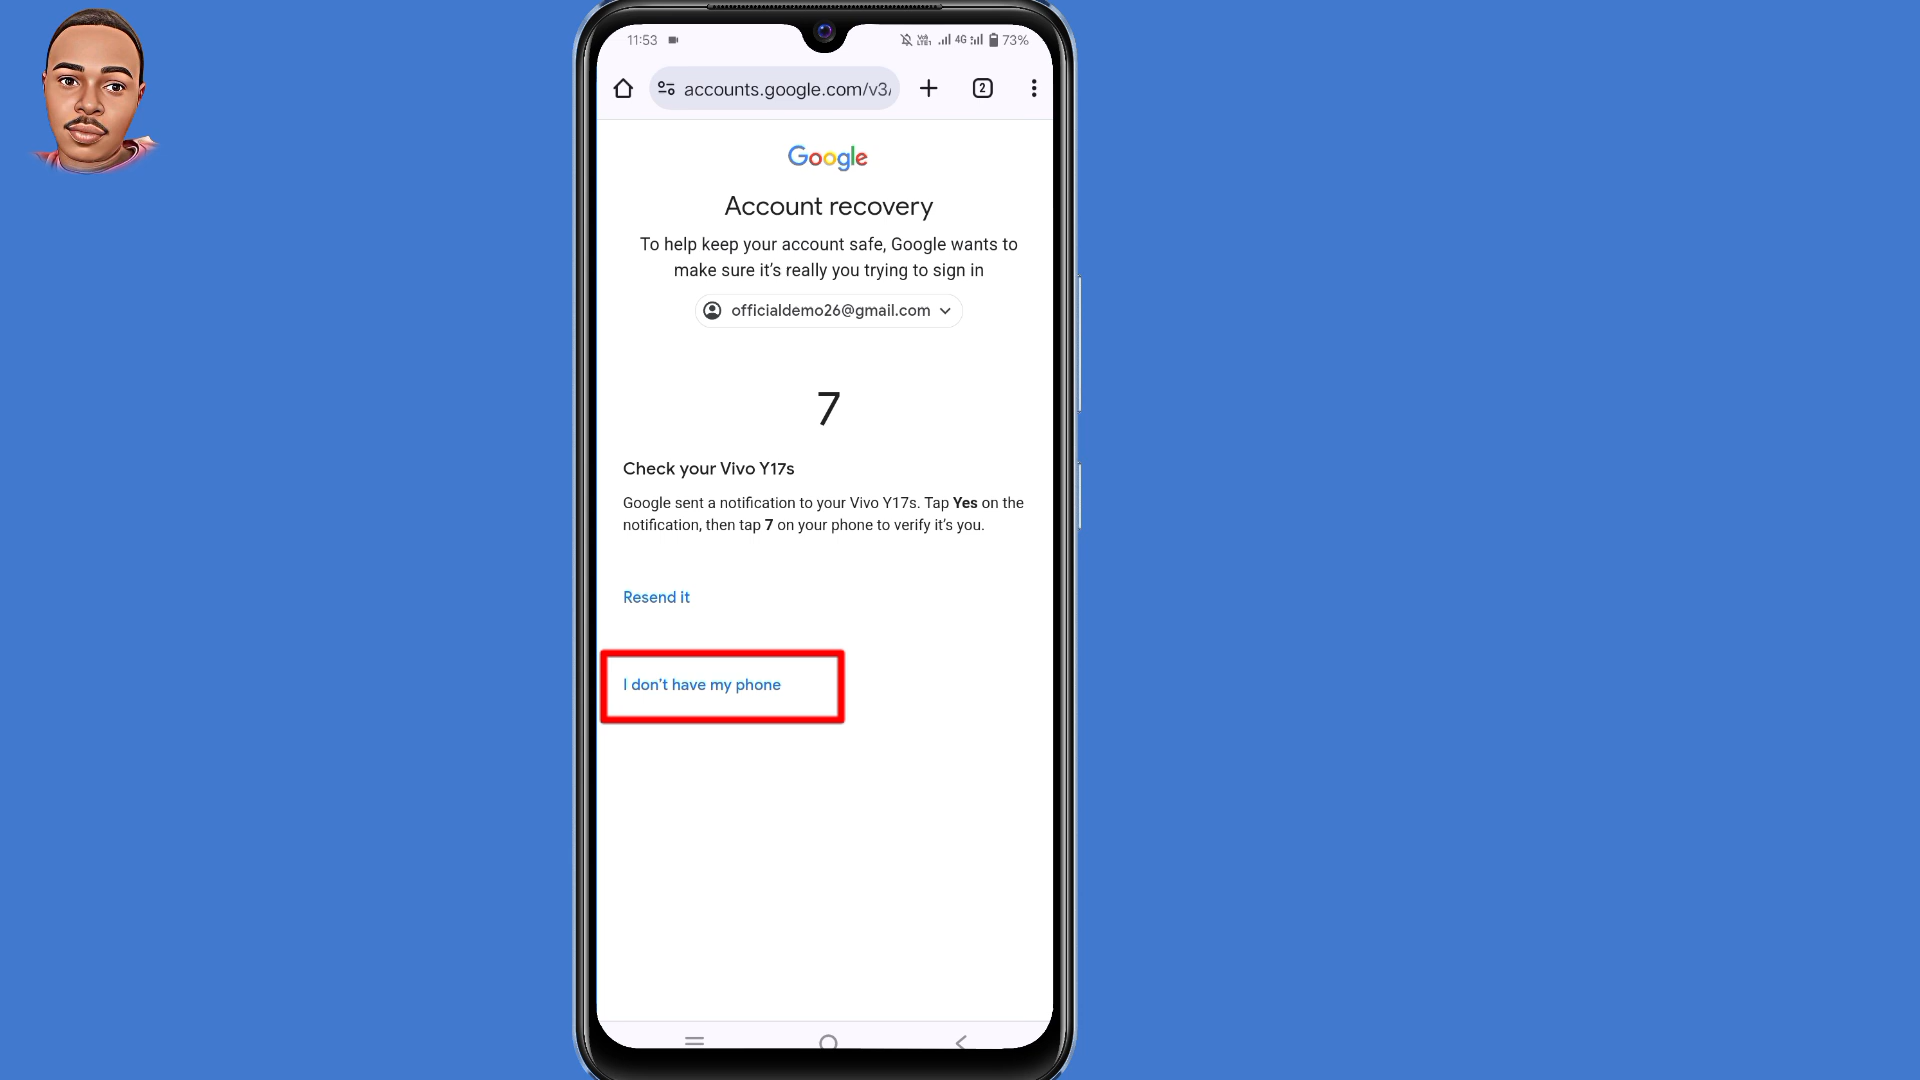 11:53 4G 73%
accounts.google.com/v3/
2
Google
Account recovery
To help keep your account safe, Google wants to
make sure it’s really you trying to sign in
officialdemo26@gmail.com
7
Check your Vivo Y17s
Google sent a notification to your Vivo Y17s. Tap Yes on the
notification, then tap 7 on your phone to verify it’s you.
Resend it
I don’t have my phone